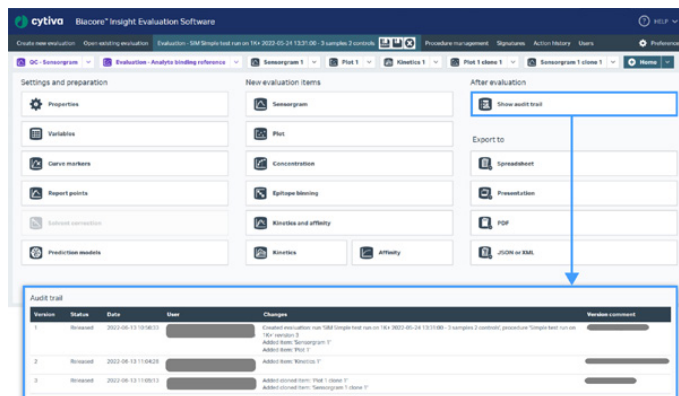 cytiva Biacore™ Insight Evaluation Software HELP
Create new evaluation Open existing evaluation Evaluation - SIM Simple test run on 1K+ 2022-05-24 13:31:00 - 3 samples 2 controls Procedure management Signatures Action history Users Preference
QC - Sensorgram Evaluation - Analyte binding reference Sensorgram 1 Plot 1 Kinetics 1 Plot 1 clone 1 Sensorgram 1 clone 1 Home
Settings and preparation New evaluation items After evaluation
Properties Sensorgram Show audit trail
Variables Plot
Export to
Curve markers Concentration Spreadsheet
Report points Epitope binning Presentation
Solvent correction Kinetics and affinity PDF
Prediction models Kinetics Affinity JSON or XML
Audit trail
Version Status Date User Changes Version comment
1 Released 2022-06-13 10:56:33 Created evaluation: run 'SIM Simple test run on 1K+ 2022-05-24 13:31:00 - 3 samples 2 controls', procedure 'Simple test run on
1K+' version 3
Added item: 'Sensorgram 1'
Added item: 'Plot 1'
2 Released 2022-06-13 11:04:28 Added item: 'Kinetics 1'
3 Released 2022-06-13 11:05:13 Added cloned item: 'Plot 1 clone 1'
Added cloned item: 'Sensorgram 1 clone 1'